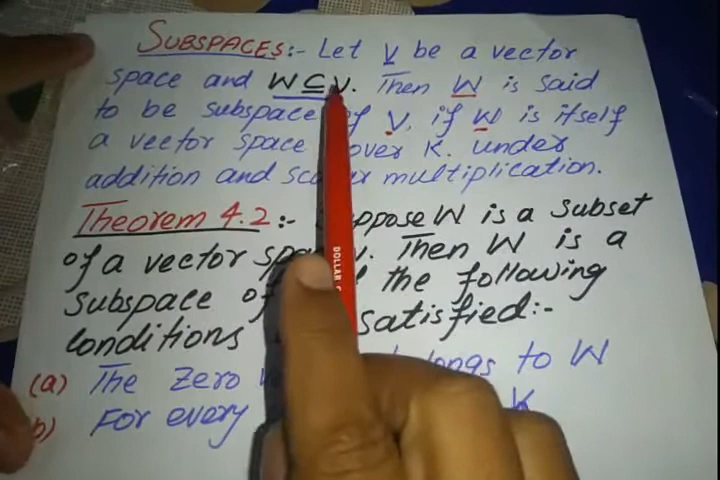 SUBSPACES:- Let V be a vector
space and W ⊆ V. Then W is said
to be subspace of V, if W is itself
a vector space over K. under
addition and multiplication.
Theorem 4.2:- W is a subset
of a vector V. Then W is a
subspace the following
conditions satisfied:-
(a) The Zero belongs to W
b) For every K
DOLLAR